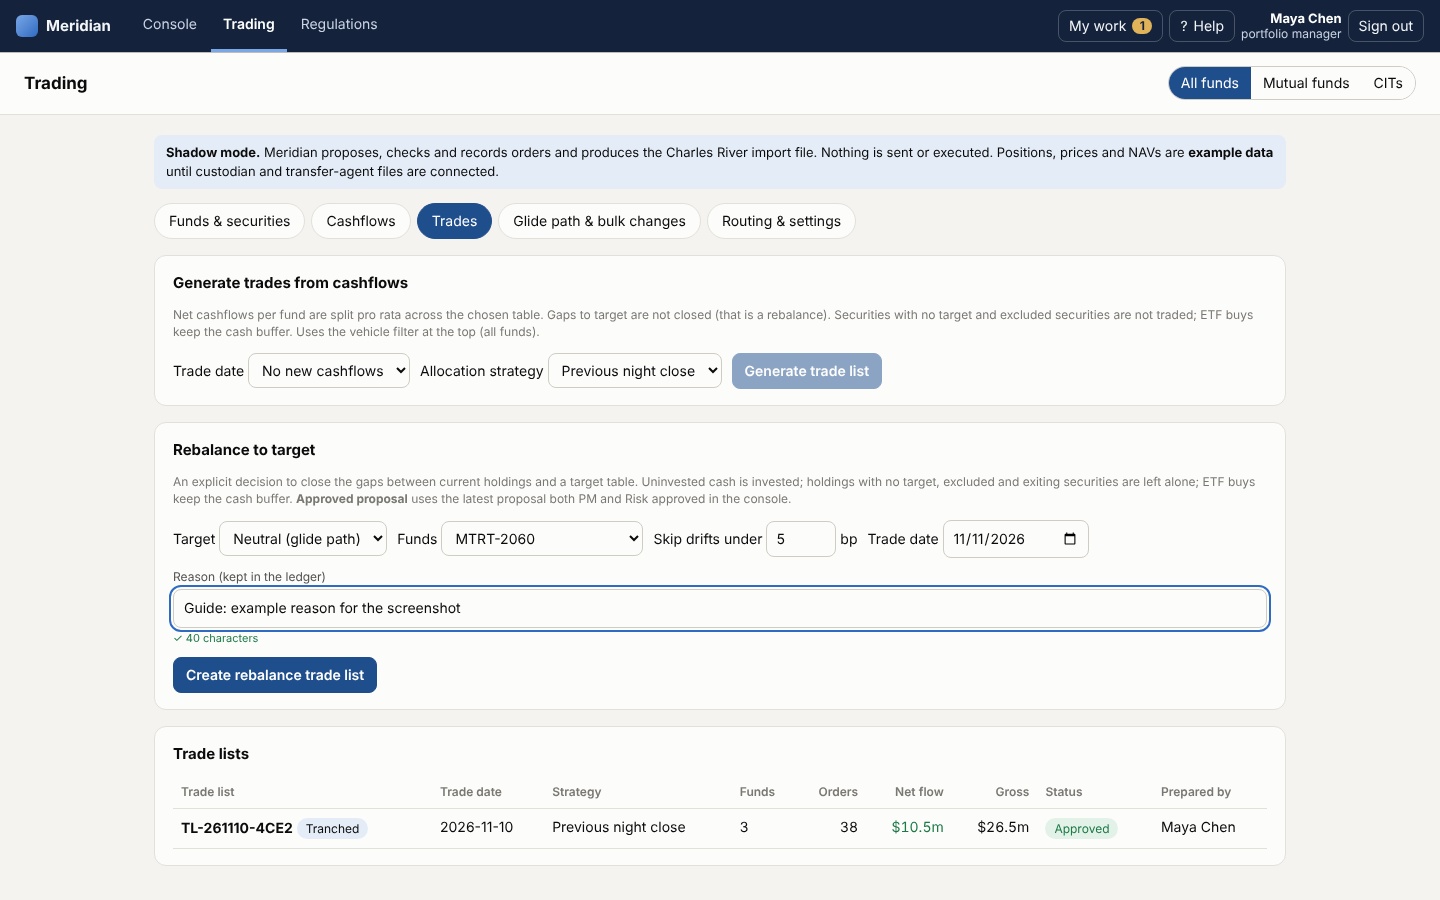 Meridian Console Trading Regulations My work 1 ? Help Maya Chen portfolio manager Sign out
Trading All funds Mutual funds CITs
Shadow mode. Meridian proposes, checks and records orders and produces the Charles River import file. Nothing is sent or executed. Positions, prices and NAVs are example data
until custodian and transfer-agent files are connected.
Funds & securities Cashflows Trades Glide path & bulk changes Routing & settings
Generate trades from cashflows
Net cashflows per fund are split pro rata across the chosen table. Gaps to target are not closed (that is a rebalance). Securities with no target and excluded securities are not traded; ETF buys
keep the cash buffer. Uses the vehicle filter at the top (all funds).
Trade date No new cashflows Allocation strategy Previous night close Generate trade list
Rebalance to target
An explicit decision to close the gaps between current holdings and a target table. Uninvested cash is invested; holdings with no target, excluded and exiting securities are left alone; ETF buys
keep the cash buffer. Approved proposal uses the latest proposal both PM and Risk approved in the console.
Target Neutral (glide path) Funds MTRT-2060 Skip drifts under 5 bp Trade date 11/11/2026
Reason (kept in the ledger)
Guide: example reason for the screenshot
✓ 40 characters
Create rebalance trade list
Trade lists
Trade list Trade date Strategy Funds Orders Net flow Gross Status Prepared by
TL-261110-4CE2 Tranched 2026-11-10 Previous night close 3 38 $10.5m $26.5m Approved Maya Chen